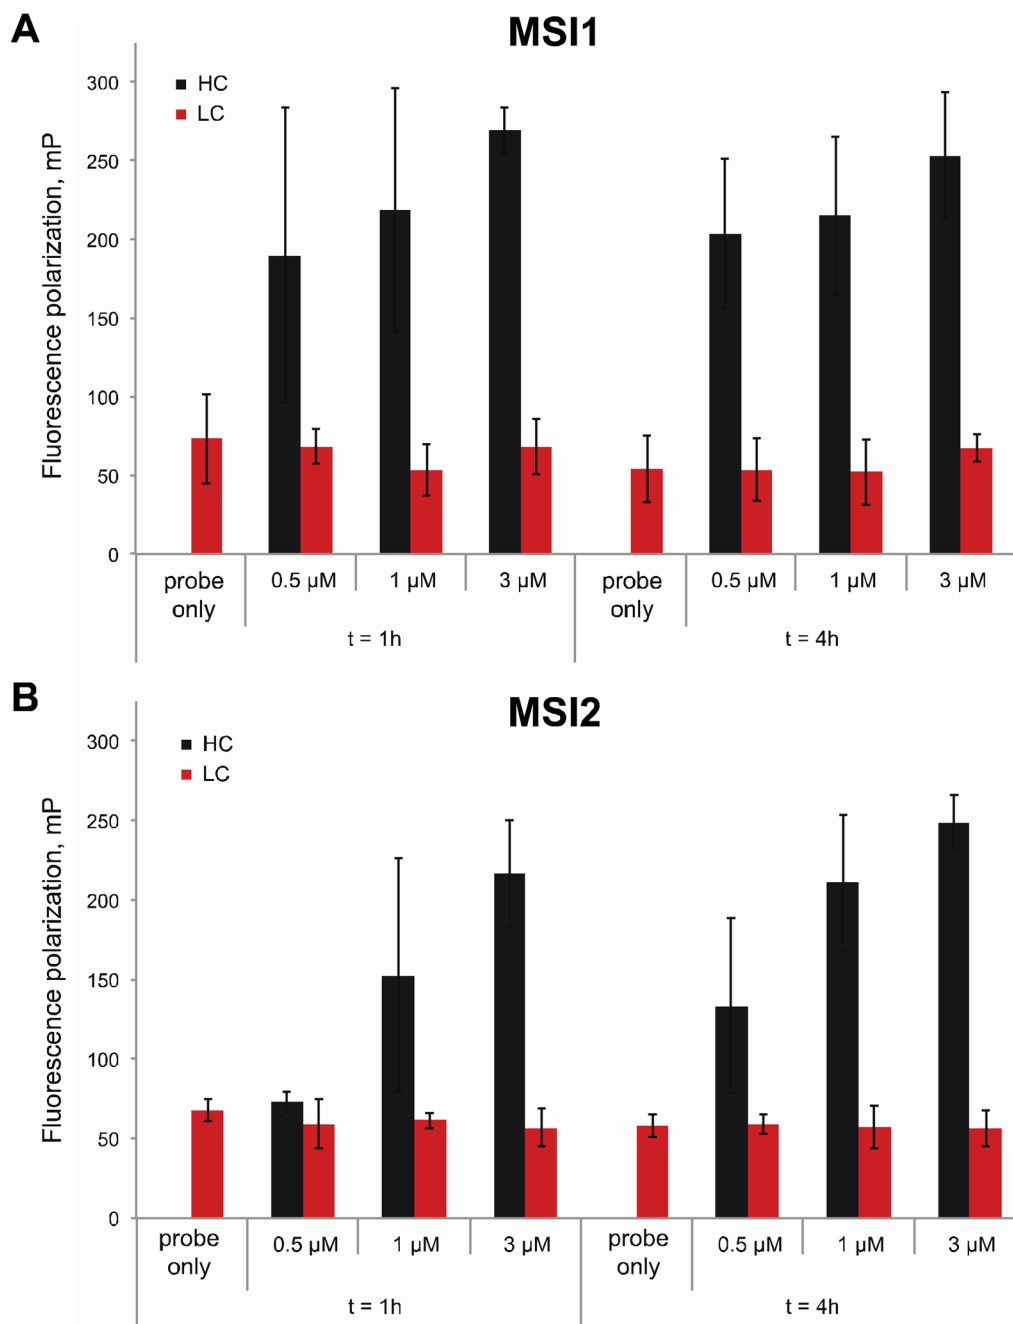 A
MSI1
HC
LC
Fluorescence polarization, mP
300
250
200
150
100
50
0
probe only
0.5 µM
1 µM
3 µM
probe only
0.5 µM
1 µM
3 µM
t = 1h
t = 4h
B
MSI2
HC
LC
Fluorescence polarization, mP
300
250
200
150
100
50
0
probe only
0.5 µM
1 µM
3 µM
probe only
0.5 µM
1 µM
3 µM
t = 1h
t = 4h